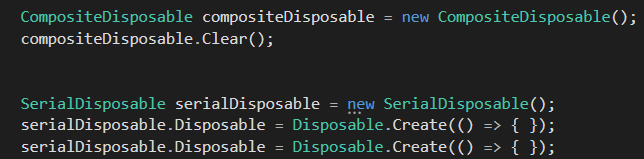 CompositeDisposable compositeDisposable = new CompositeDisposable();
compositeDisposable.Clear();
SerialDisposable serialDisposable = new SerialDisposable();
serialDisposable.Disposable = Disposable.Create(() => { });
serialDisposable.Disposable = Disposable.Create(() => { });